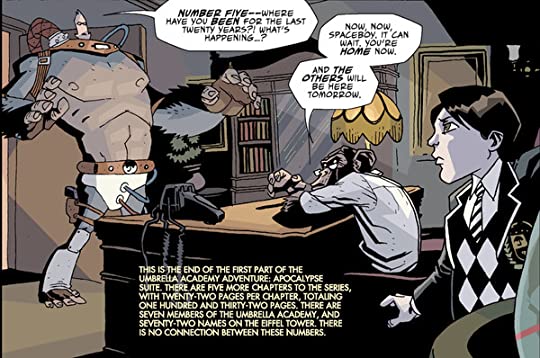 NUMBER FIVE--WHERE
HAVE YOU BEEN FOR THE LAST
TWENTY YEARS?! WHAT'S
HAPPENING...?
NOW, NOW,
SPACEBOY, IT CAN
WAIT, YOU'RE
HOME NOW.
AND THE
OTHERS WILL
BE HERE
TOMORROW.
THIS IS THE END OF THE FIRST PART OF THE
UMBRELLA ACADEMY ADVENTURE: APOCALYPSE
SUITE. THERE ARE FIVE MORE CHAPTERS TO THE SERIES,
WITH TWENTY-TWO PAGES PER CHAPTER, TOTALING
ONE HUNDRED AND THIRTY-TWO PAGES. THERE ARE
SEVEN MEMBERS OF THE UMBRELLA ACADEMY, AND
SEVENTY-TWO NAMES ON THE EIFFEL TOWER. THERE
IS NO CONNECTION BETWEEN THESE NUMBERS.